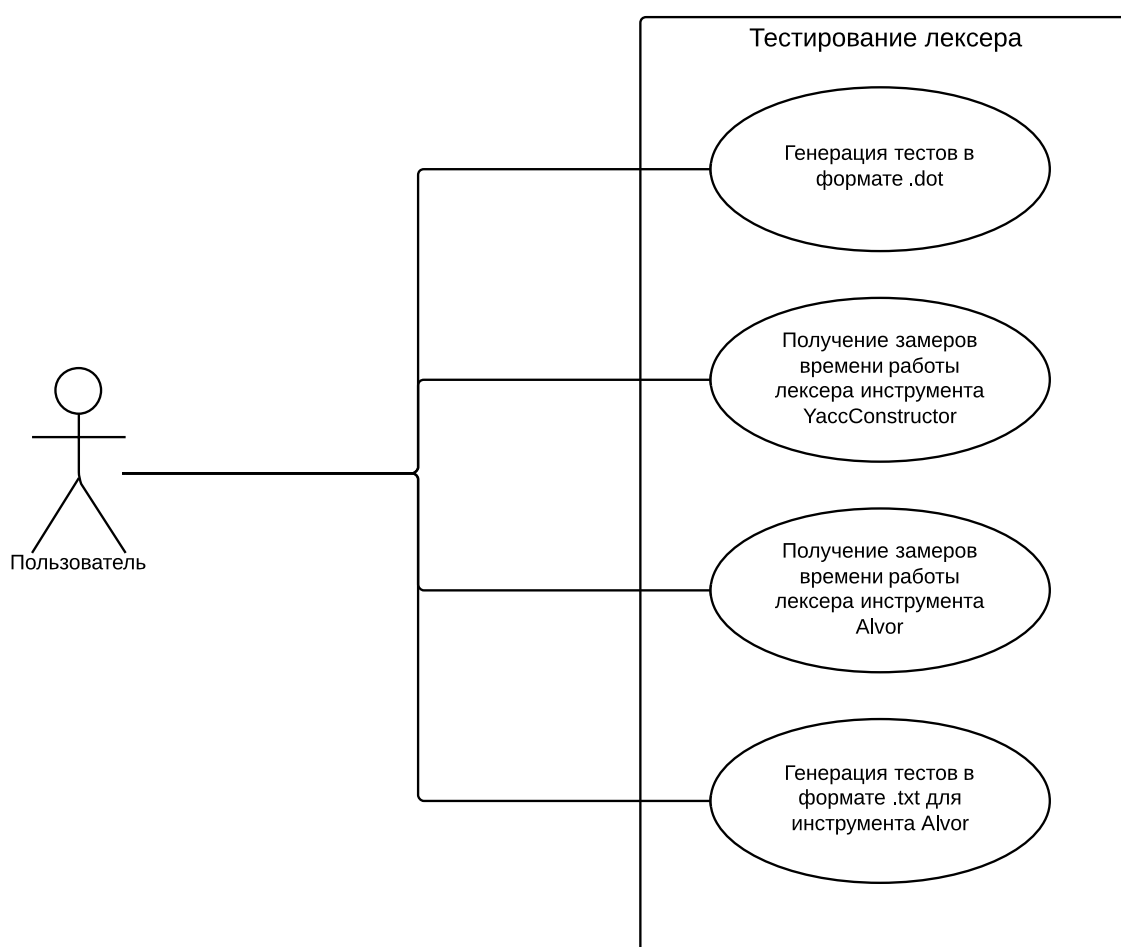 Тестирование лексера
Генерация тестов в
формате .dot
Получение замеров
времени работы
лексера инструмента
YaccConstructor
Пользователь
Получение замеров
времени работы
лексера инструмента
Alvor
Генерация тестов в
формате .txt для
инструмента Alvor